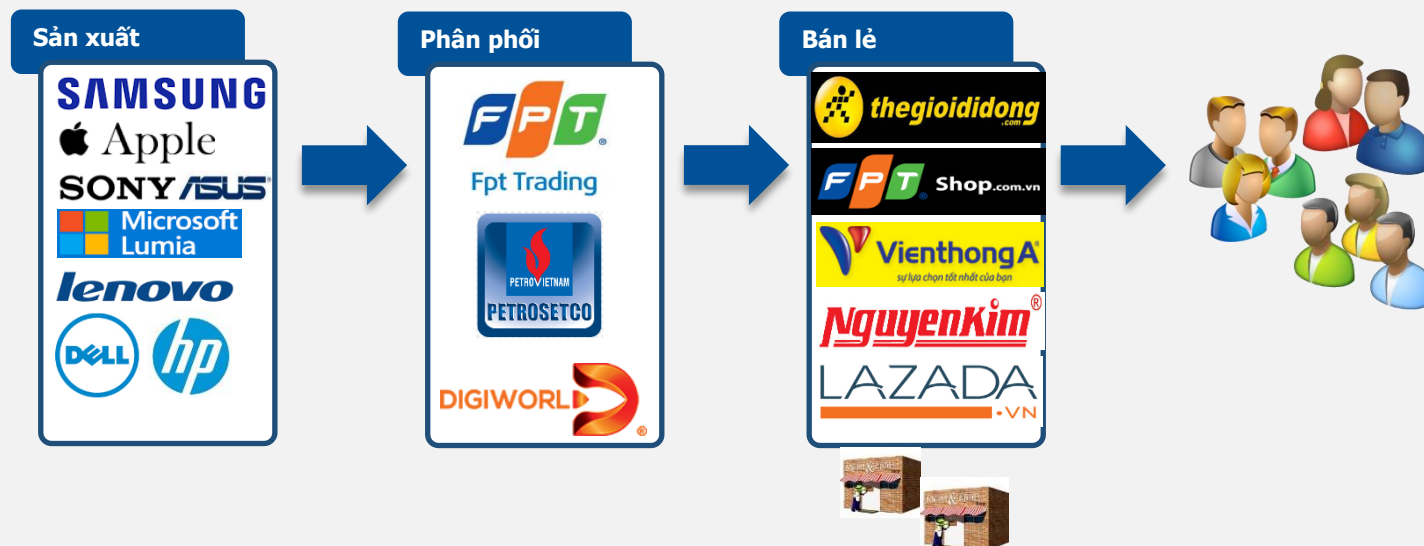 Sản xuất
SAMSUNG
Apple
SONY ASUS
Microsoft
Lumia
lenovo
DELL hp
Phân phối
FPT
Fpt Trading
PETROVIETNAM
PETROSETCO
DIGIWORLD
Bán lẻ
thegioididong
.com
FPT Shop.com.vn
VienthongA
sự lựa chọn tốt nhất của bạn
NguyenKim
LAZADA
.VN